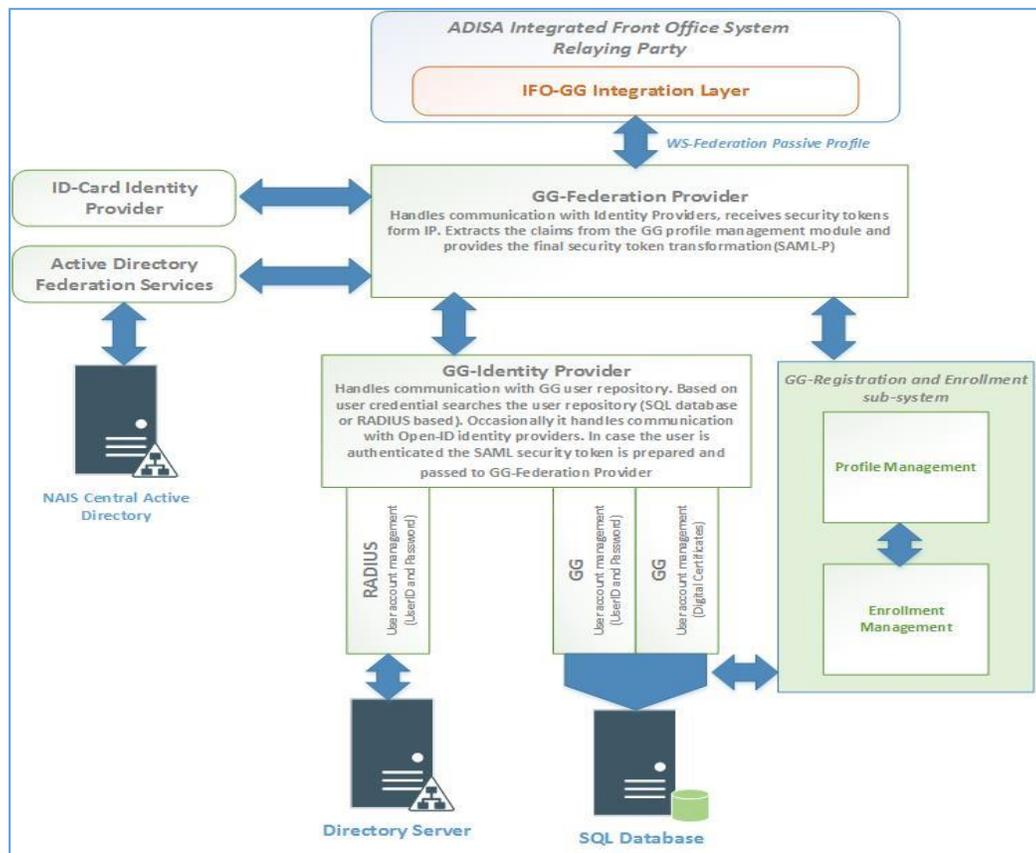 ADISA Integrated Front Office System
Relaying Party
IFO-GG Integration Layer
WS-Federation Passive Profile
ID-Card Identity
Provider
GG-Federation Provider
Handles communication with Identity Providers, receives security tokens
form IP. Extracts the claims from the GG profile management module and
provides the final security token transformation(SAML-P)
Active Directory
Federation Services
GG-Identity Provider
Handles communication with GG user repository. Based on
user credential searches the user repository (SQL database
or RADIUS based). Occasionally it handles communication
with Open-ID identity providers. In case the user is
authenticated the SAML security token is prepared and
passed to GG-Federation Provider
GG-Registration and Enrollment
sub-system
Profile Management
NAIS Central Active
Directory
RADIUS
User account management
(UserID and Password)
GG
User account management
(UserID and Password)
GG
User account management
(Digital Certificates)
Enrollment
Management
Directory Server
SQL Database